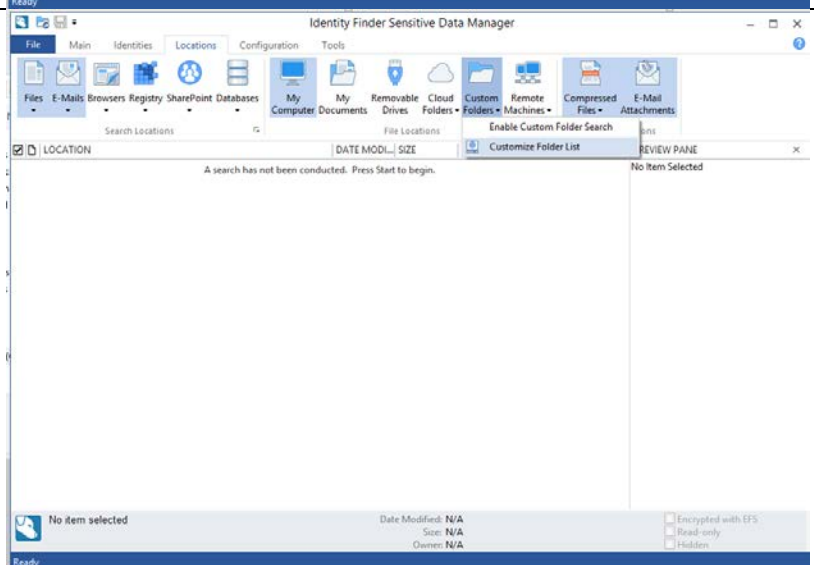 Ready
Identity Finder Sensitive Data Manager
File Main Identities Locations Configuration Tools
Files E-Mails Browsers Registry SharePoint Databases My Computer My Documents Removable Drives Cloud Folders Custom Folders Remote Machines Compressed Files E-Mail Attachments
Search Locations File Locations ons
Enable Custom Folder Search
Customize Folder List
LOCATION DATE MODI... SIZE REVIEW PANE
A search has not been conducted. Press Start to begin.
No Item Selected
No item selected
Date Modified: N/A
Size: N/A
Owner: N/A
Encrypted with EFS
Read-only
Hidden
Ready